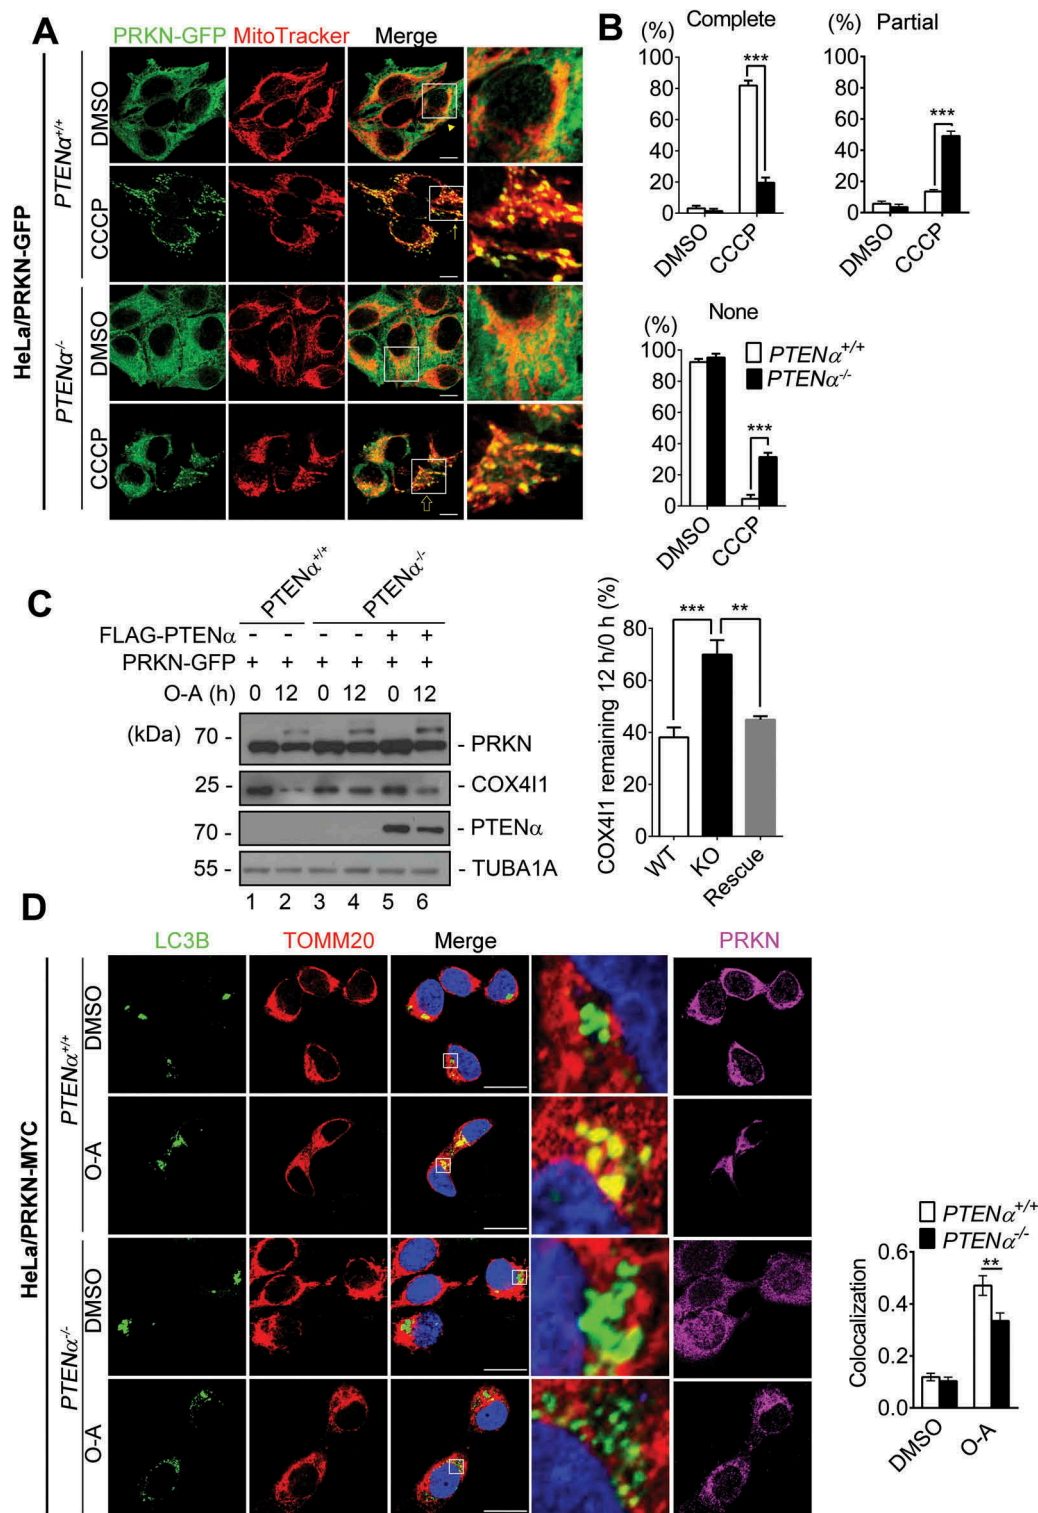 A
PRKN-GFP MitoTracker Merge
HeLa/PRKN-GFP
PTENα+/+
DMSO
CCCP
PTENα-/-
DMSO
CCCP
B
(%) Complete
100
80
60
40
20
0
***
DMSO
CCCP
(%) Partial
100
80
60
40
20
0
***
DMSO
CCCP
(%) None
100
80
60
40
20
0
***
DMSO
CCCP
PTENα+/+
PTENα-/-
C
PTENα+/+ PTENα-/-
FLAG-PTENα - - - - + +
PRKN-GFP + + + + + +
O-A (h) 0 12 0 12 0 12
(kDa) 70 - - PRKN
25 - - COX4I1
70 - - PTENα
55 - - TUBA1A
1 2 3 4 5 6
COX4I1 remaining 12 h/0 h (%)
80
60
40
20
0
*** **
WT
KO
Rescue
D
LC3B TOMM20 Merge PRKN
HeLa/PRKN-MYC
PTENα+/+
DMSO
O-A
PTENα-/-
DMSO
O-A
PTENα+/+
PTENα-/-
Colocalization
0.6
0.4
0.2
0.0
**
DMSO
O-A